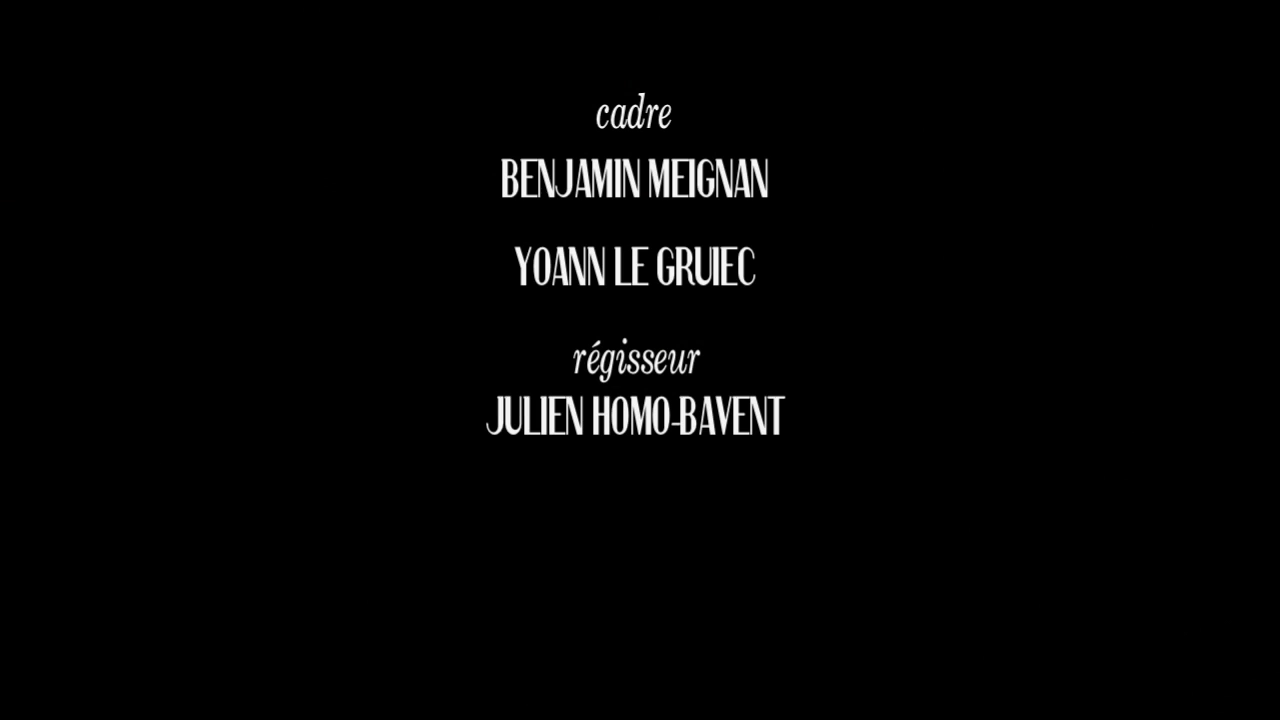 cadre
BENJAMIN MEIGNAN
YOANN LE GRUIEC
régisseur
JULIEN HOMO-BAVENT